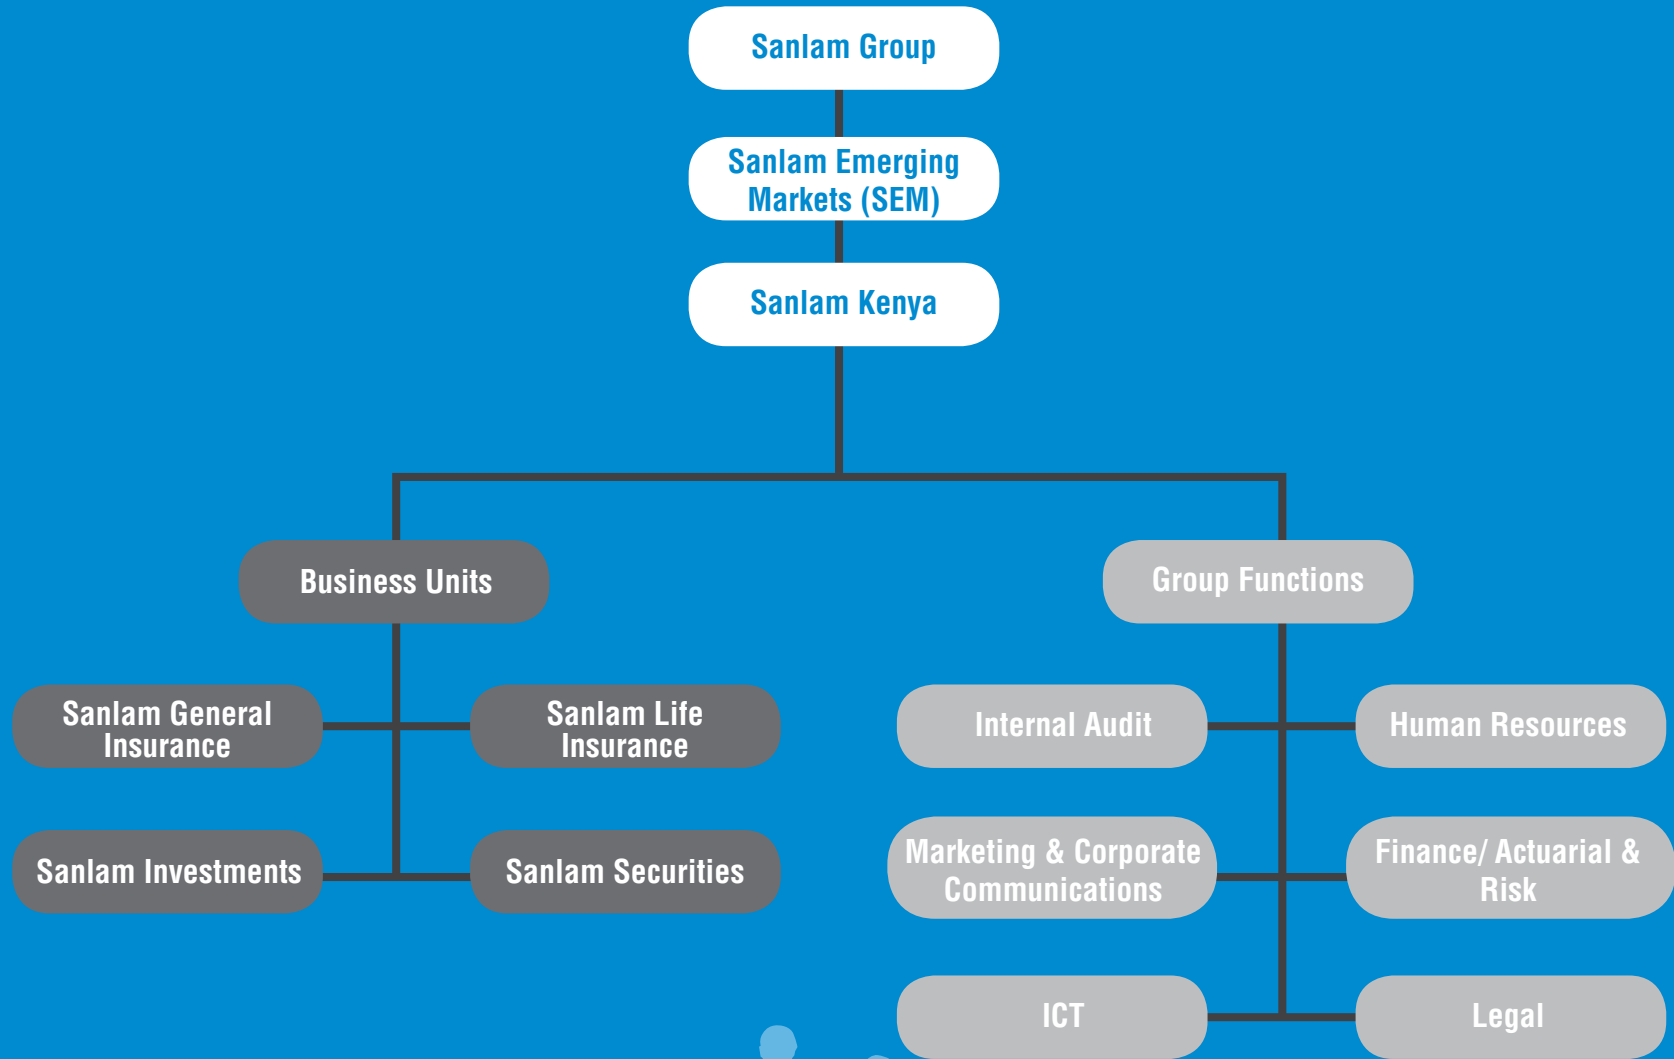 Sanlam Group
Sanlam Emerging
Markets (SEM)
Sanlam Kenya
Business Units
Group Functions
Sanlam General
Insurance
Sanlam Life
Insurance
Internal Audit
Human Resources
Sanlam Investments
Sanlam Securities
Marketing & Corporate
Communications
Finance/ Actuarial &
Risk
ICT
Legal